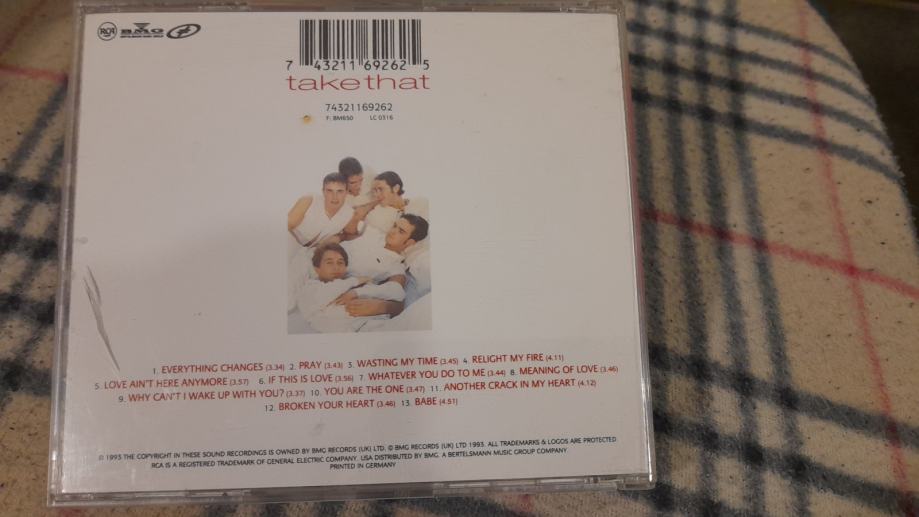 RCA BMG
7 43211 69262 5
take that
74321169262
F: BM650 LC 0316
1. EVERYTHING CHANGES (3.34) 2. PRAY (3.43) 3. WASTING MY TIME (3.45) 4. RELIGHT MY FIRE (4.11)
5. LOVE AIN'T HERE ANYMORE (3.57) 6. IF THIS IS LOVE (3.56) 7. WHATEVER YOU DO TO ME (3.44) 8. MEANING OF LOVE (3.46)
9. WHY CAN'T I WAKE UP WITH YOU? (3.37) 10. YOU ARE THE ONE (3.47) 11. ANOTHER CRACK IN MY HEART (4.12)
12. BROKEN YOUR HEART (3.46) 13. BABE (4.51)
℗ 1993 THE COPYRIGHT IN THESE SOUND RECORDINGS IS OWNED BY BMG RECORDS (UK) LTD. © BMG RECORDS (UK) LTD 1993. ALL TRADEMARKS & LOGOS ARE PROTECTED.
RCA IS A REGISTERED TRADEMARK OF GENERAL ELECTRIC COMPANY. USA DISTRIBUTED BY BMG. A BERTELSMANN MUSIC GROUP COMPANY
PRINTED IN GERMANY